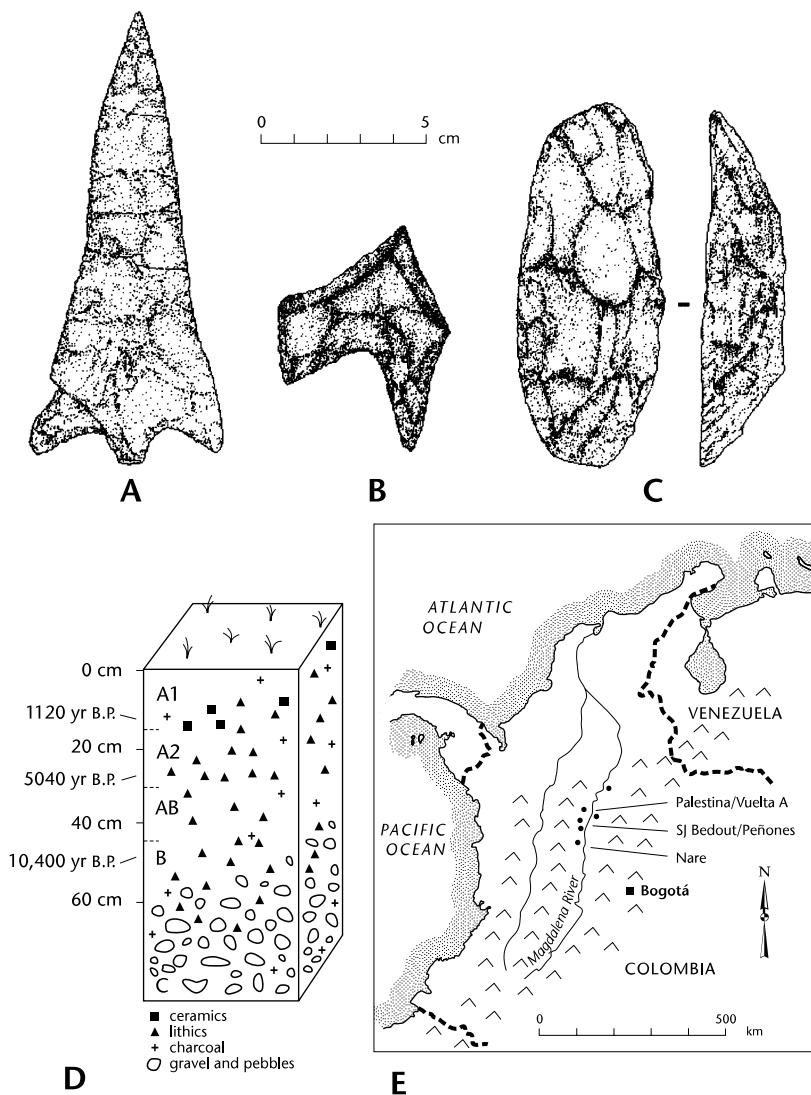 0 5
cm
A
B
C
0 cm
A1
1120 yr B.P.
20 cm
A2
5040 yr B.P.
AB
40 cm
10,400 yr B.P.
B
60 cm
C
■ ceramics
▲ lithics
+ charcoal
gravel and pebbles
D
ATLANTIC
OCEAN
VENEZUELA
PACIFIC
OCEAN
Palestina/Vuelta A
SJ Bedout/Peñones
Nare
N
Bogotá
Magdalena River
COLOMBIA
0 500
km
E